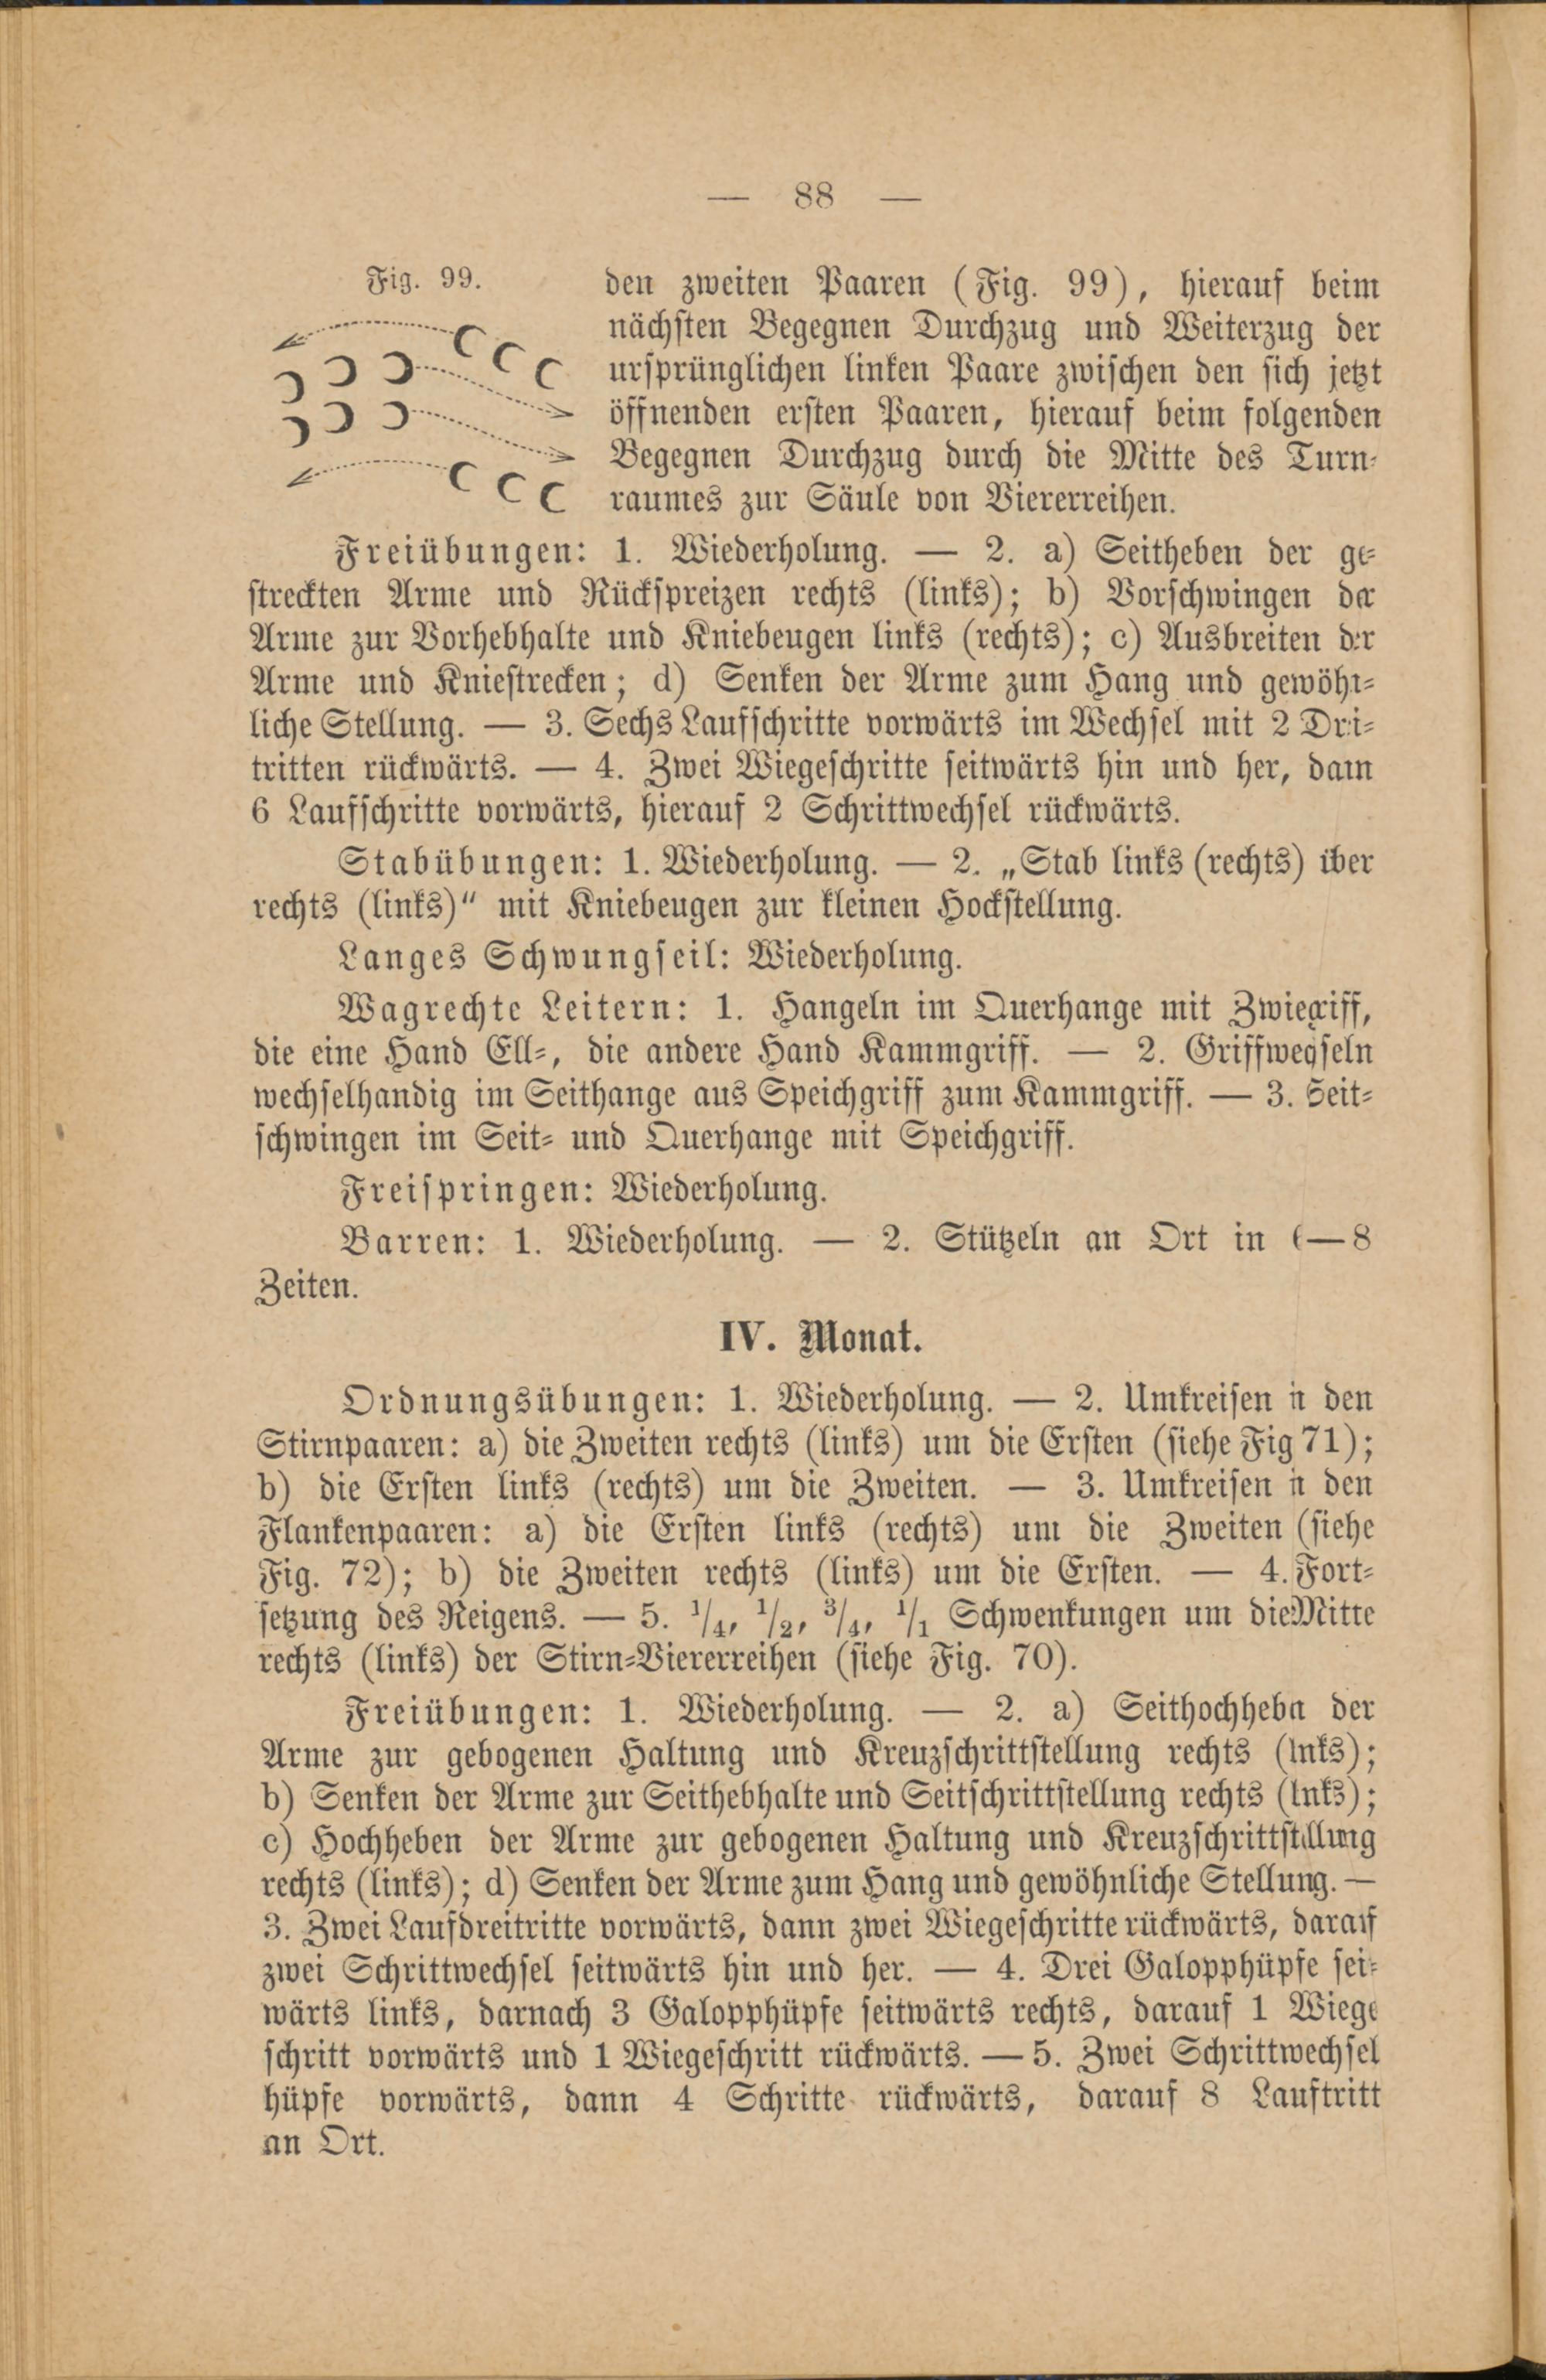 — 88 —
Fig. 99.
den zweiten Paaren (Fig. 99), hierauf beim
nächsten Begegnen Durchzug und Weiterzug der
ursprünglichen linken Paare zwischen den sich jetzt
öffnenden ersten Paaren, hierauf beim folgenden
Begegnen Durchzug durch die Mitte des Turn-
raumes zur Säule von Viererreihen.
Freiübungen: 1. Wiederholung. — 2. a) Seitheben der ge-
streckten Arme und Rückspreizen rechts (links); b) Vorschwingen der
Arme zur Vorhebhalte und Kniebeugen links (rechts); c) Ausbreiten der
Arme und Kniestrecken; d) Senken der Arme zum Hang und gewöhn-
liche Stellung. — 3. Sechs Laufschritte vorwärts im Wechsel mit 2 Drei-
tritten rückwärts. — 4. Zwei Wiegeschritte seitwärts hin und her, dann
6 Laufschritte vorwärts, hierauf 2 Schrittwechsel rückwärts.
Stabübungen: 1. Wiederholung. — 2. „Stab links (rechts) über
rechts (links)“ mit Kniebeugen zur kleinen Hockstellung.
Langes Schwungseil: Wiederholung.
Wagrechte Leitern: 1. Hangeln im Querhange mit Zwiegriff,
die eine Hand Ell-, die andere Hand Kammgriff. — 2. Griffwechseln
wechselhandig im Seithange aus Speichgriff zum Kammgriff. — 3. Seit-
schwingen im Seit- und Querhange mit Speichgriff.
Freispringen: Wiederholung.
Barren: 1. Wiederholung. — 2. Stützeln an Ort in 6—8
Zeiten.
IV. Monat.
Ordnungsübungen: 1. Wiederholung. — 2. Umkreisen in den
Stirnpaaren: a) die Zweiten rechts (links) um die Ersten (siehe Fig 71);
b) die Ersten links (rechts) um die Zweiten. — 3. Umkreisen in den
Flankenpaaren: a) die Ersten links (rechts) um die Zweiten (siehe
Fig. 72); b) die Zweiten rechts (links) um die Ersten. — 4. Fort-
setzung des Reigens. — 5. 1/4, 1/2, 3/4, 1/1 Schwenkungen um die Mitte
rechts (links) der Stirn-Viererreihen (siehe Fig. 70).
Freiübungen: 1. Wiederholung. — 2. a) Seithochheben der
Arme zur gebogenen Haltung und Kreuzschrittstellung rechts (links);
b) Senken der Arme zur Seithebhalte und Seitschrittstellung rechts (links);
c) Hochheben der Arme zur gebogenen Haltung und Kreuzschrittstellung
rechts (links); d) Senken der Arme zum Hang und gewöhnliche Stellung. —
3. Zwei Laufdreitritte vorwärts, dann zwei Wiegeschritte rückwärts, darauf
zwei Schrittwechsel seitwärts hin und her. — 4. Drei Galopphüpfe seit-
wärts links, darnach 3 Galopphüpfe seitwärts rechts, darauf 1 Wiege
schritt vorwärts und 1 Wiegeschritt rückwärts. — 5. Zwei Schrittwechsel
hüpfe vorwärts, dann 4 Schritte rückwärts, darauf 8 Lauftritt
an Ort.